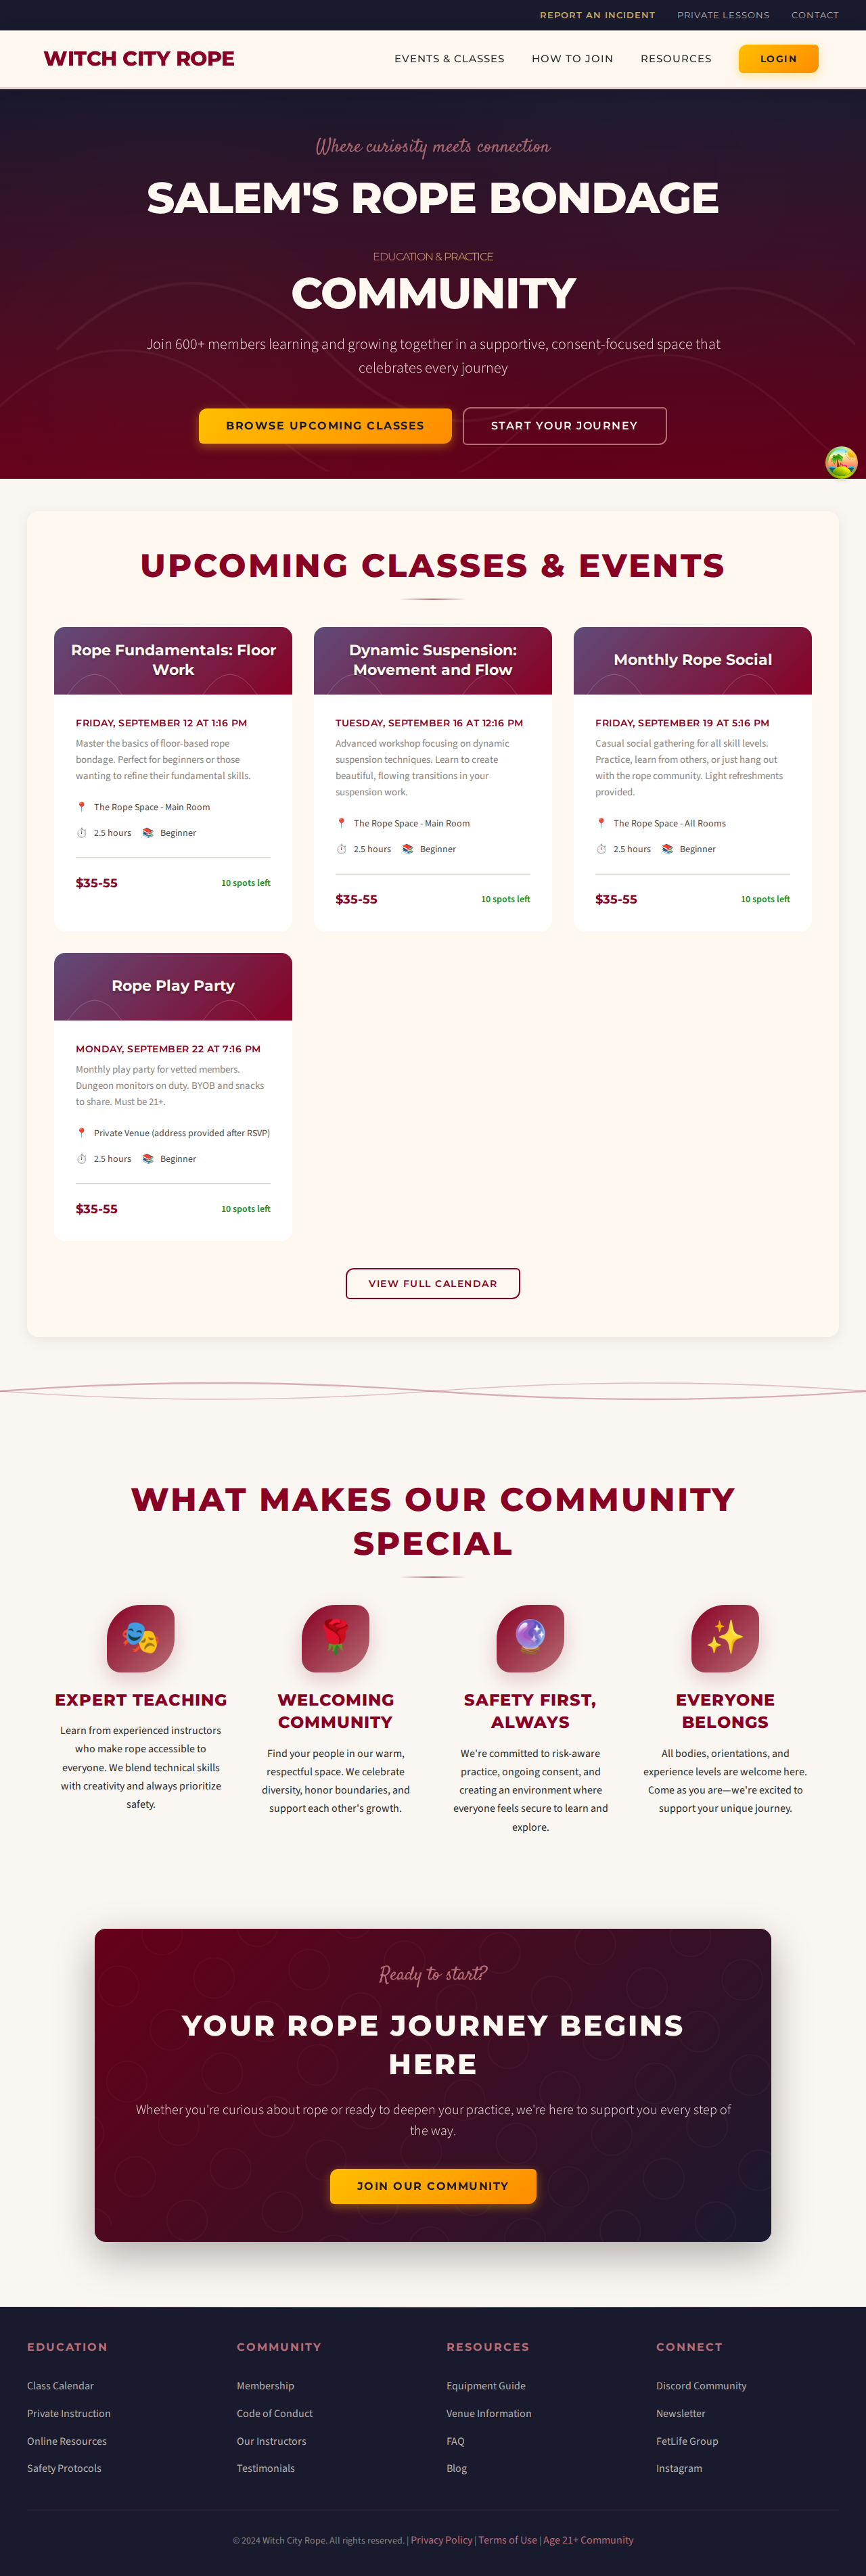 REPORT AN INCIDENT PRIVATE LESSONS CONTACT
WITCH CITY ROPE EVENTS & CLASSES HOW TO JOIN RESOURCES LOGIN
Where curiosity meets connection
SALEM'S ROPE BONDAGE
EDUCATION & PRACTICE
COMMUNITY
Join 600+ members learning and growing together in a supportive, consent-focused space that
celebrates every journey
BROWSE UPCOMING CLASSES START YOUR JOURNEY
UPCOMING CLASSES & EVENTS
Rope Fundamentals: Floor
Work
FRIDAY, SEPTEMBER 12 AT 1:16 PM
Master the basics of floor-based rope
bondage. Perfect for beginners or those
wanting to refine their fundamental skills.
The Rope Space - Main Room
2.5 hours Beginner
$35-55 10 spots left
Dynamic Suspension:
Movement and Flow
TUESDAY, SEPTEMBER 16 AT 12:16 PM
Advanced workshop focusing on dynamic
suspension techniques. Learn to create
beautiful, flowing transitions in your
suspension work.
The Rope Space - Main Room
2.5 hours Beginner
$35-55 10 spots left
Monthly Rope Social
FRIDAY, SEPTEMBER 19 AT 5:16 PM
Casual social gathering for all skill levels.
Practice, learn from others, or just hang out
with the rope community. Light refreshments
provided.
The Rope Space - All Rooms
2.5 hours Beginner
$35-55 10 spots left
Rope Play Party
MONDAY, SEPTEMBER 22 AT 7:16 PM
Monthly play party for vetted members.
Dungeon monitors on duty. BYOB and snacks
to share. Must be 21+.
Private Venue (address provided after RSVP)
2.5 hours Beginner
$35-55 10 spots left
VIEW FULL CALENDAR
WHAT MAKES OUR COMMUNITY
SPECIAL
EXPERT TEACHING
Learn from experienced instructors
who make rope accessible to
everyone. We blend technical skills
with creativity and always prioritize
safety.
WELCOMING
COMMUNITY
Find your people in our warm,
respectful space. We celebrate
diversity, honor boundaries, and
support each other's growth.
SAFETY FIRST,
ALWAYS
We're committed to risk-aware
practice, ongoing consent, and
creating an environment where
everyone feels secure to learn and
explore.
EVERYONE
BELONGS
All bodies, orientations, and
experience levels are welcome here.
Come as you are—we're excited to
support your unique journey.
Ready to start?
YOUR ROPE JOURNEY BEGINS
HERE
Whether you're curious about rope or ready to deepen your practice, we're here to support you every step of
the way.
JOIN OUR COMMUNITY
EDUCATION
Class Calendar
Private Instruction
Online Resources
Safety Protocols
COMMUNITY
Membership
Code of Conduct
Our Instructors
Testimonials
RESOURCES
Equipment Guide
Venue Information
FAQ
Blog
CONNECT
Discord Community
Newsletter
FetLife Group
Instagram
© 2024 Witch City Rope. All rights reserved. | Privacy Policy | Terms of Use | Age 21+ Community